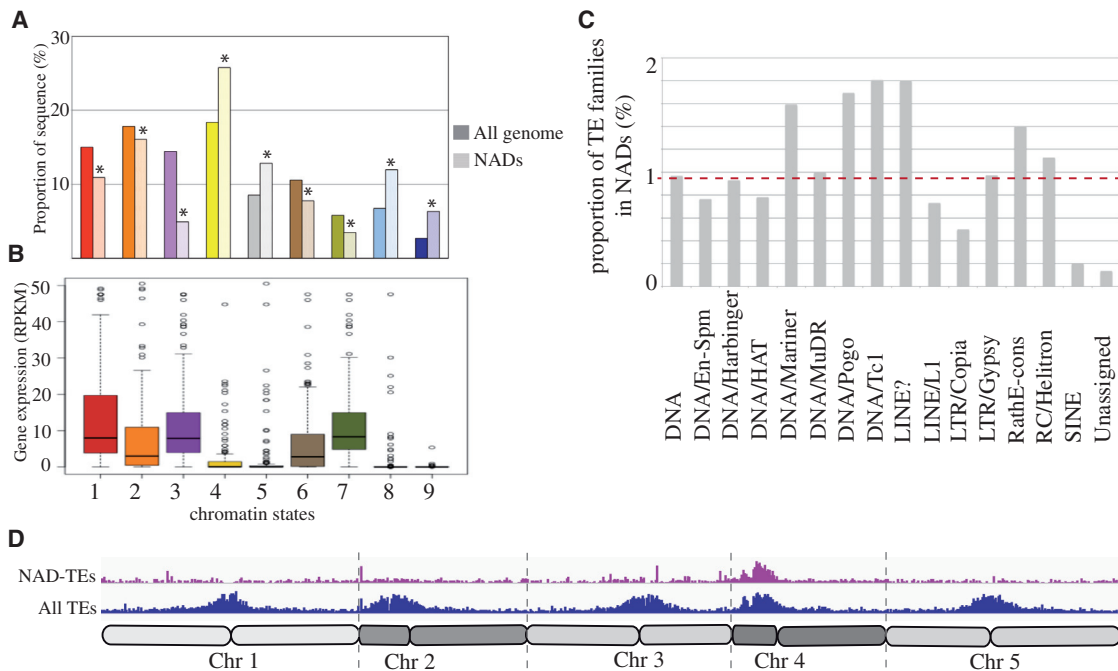 A
Proportion of sequence (%)
30
20
10
* * * * * * * * *
All genome
NADs
B
Gene expression (RPKM)
50
40
30
20
10
0
1 2 3 4 5 6 7 8 9
chromatin states
C
proportion of TE families
in NADs (%)
2
1
0
DNA
DNA/En-Spm
DNA/Harbinger
DNA/HAT
DNA/Mariner
DNA/MuDR
DNA/Pogo
DNA/Tc1
LINE?
LINE/L1
LTR/Copia
LTR/Gypsy
RathE-cons
RC/Helitron
SINE
Unassigned
D
NAD-TEs
All TEs
Chr 1 Chr 2 Chr 3 Chr 4 Chr 5